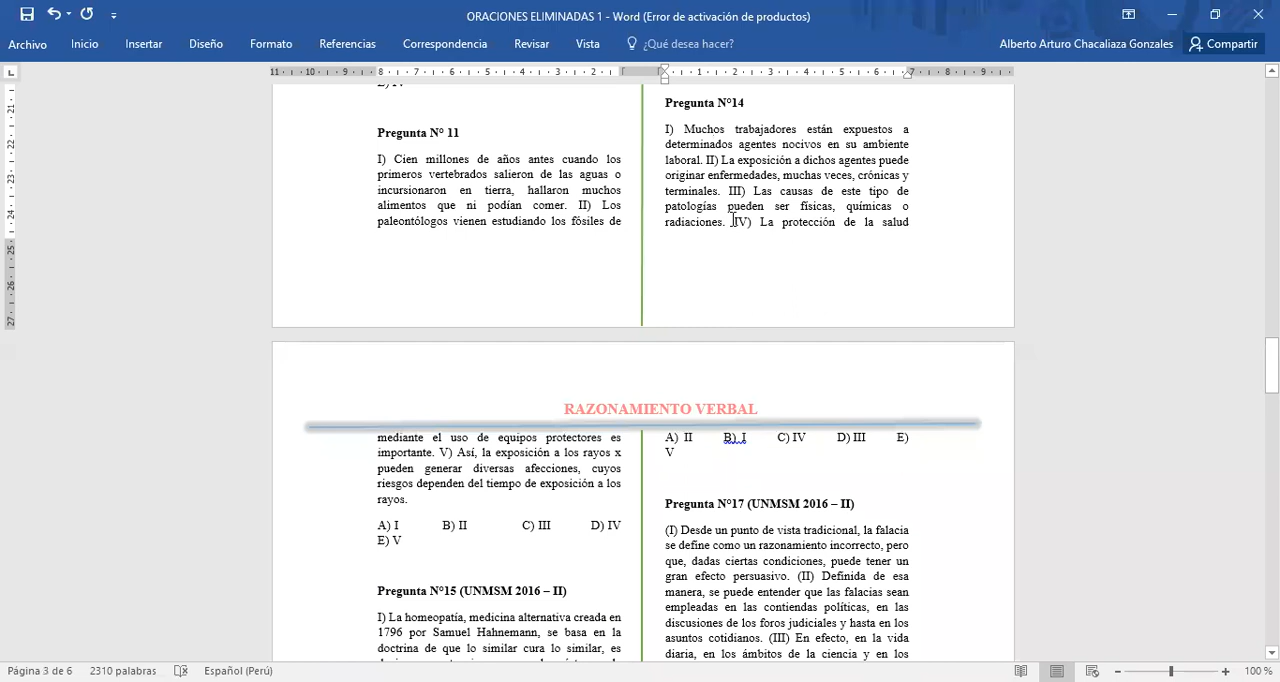 ORACIONES ELIMINADAS 1 - Word (Error de activación de productos)
Archivo Inicio Insertar Diseño Formato Referencias Correspondencia Revisar Vista ¿Qué desea hacer? Alberto Arturo Chacaliaza Gonzales Compartir
Pregunta N° 11
I) Cien millones de años antes cuando los
primeros vertebrados salieron de las aguas o
incursionaron en tierra, hallaron muchos
alimentos que ni podían comer. II) Los
paleontólogos vienen estudiando los fósiles de
Pregunta N°14
I) Muchos trabajadores están expuestos a
determinados agentes nocivos en su ambiente
laboral. II) La exposición a dichos agentes puede
originar enfermedades, muchas veces, crónicas y
terminales. III) Las causas de este tipo de
patologías pueden ser físicas, químicas o
radiaciones. IV) La protección de la salud
RAZONAMIENTO VERBAL
mediante el uso de equipos protectores es
importante. V) Así, la exposición a los rayos x
pueden generar diversas afecciones, cuyos
riesgos dependen del tiempo de exposición a los
rayos.
A) I B) II C) III D) IV
E) V
Pregunta N°15 (UNMSM 2016 – II)
I) La homeopatía, medicina alternativa creada en
1796 por Samuel Hahnemann, se basa en la
doctrina de que lo similar cura lo similar, es
A) II B) I C) IV D) III E)
V
Pregunta N°17 (UNMSM 2016 – II)
(I) Desde un punto de vista tradicional, la falacia
se define como un razonamiento incorrecto, pero
que, dadas ciertas condiciones, puede tener un
gran efecto persuasivo. (II) Definida de esa
manera, se puede entender que las falacias sean
empleadas en las contiendas políticas, en las
discusiones de los foros judiciales y hasta en los
asuntos cotidianos. (III) En efecto, en la vida
diaria, en los ámbitos de la ciencia y en los
Página 3 de 6 2310 palabras Español (Perú) 100 %